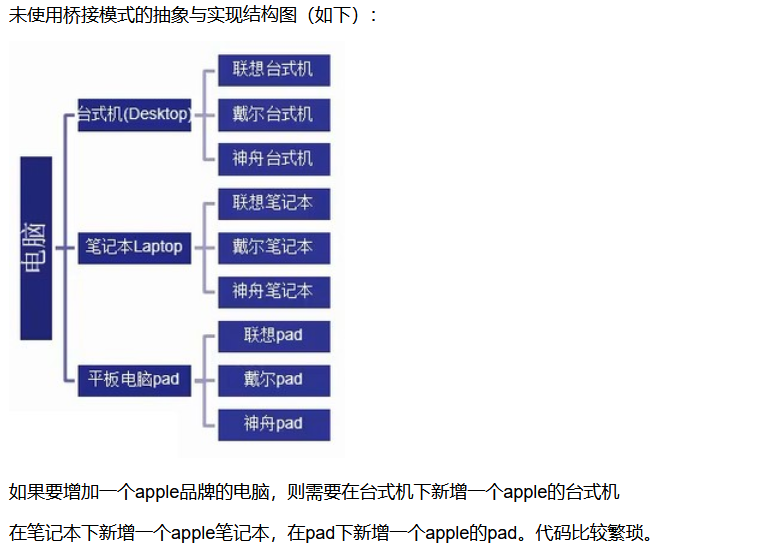 未使用桥接模式的抽象与实现结构图（如下）：
联想台式机
台式机(Desktop)
戴尔台式机
神舟台式机
电脑
联想笔记本
笔记本Laptop
戴尔笔记本
神舟笔记本
联想pad
平板电脑pad
戴尔pad
神舟pad
如果要增加一个apple品牌的电脑，则需要在台式机下新增一个apple的台式机
在笔记本下新增一个apple笔记本，在pad下新增一个apple的pad。代码比较繁琐。